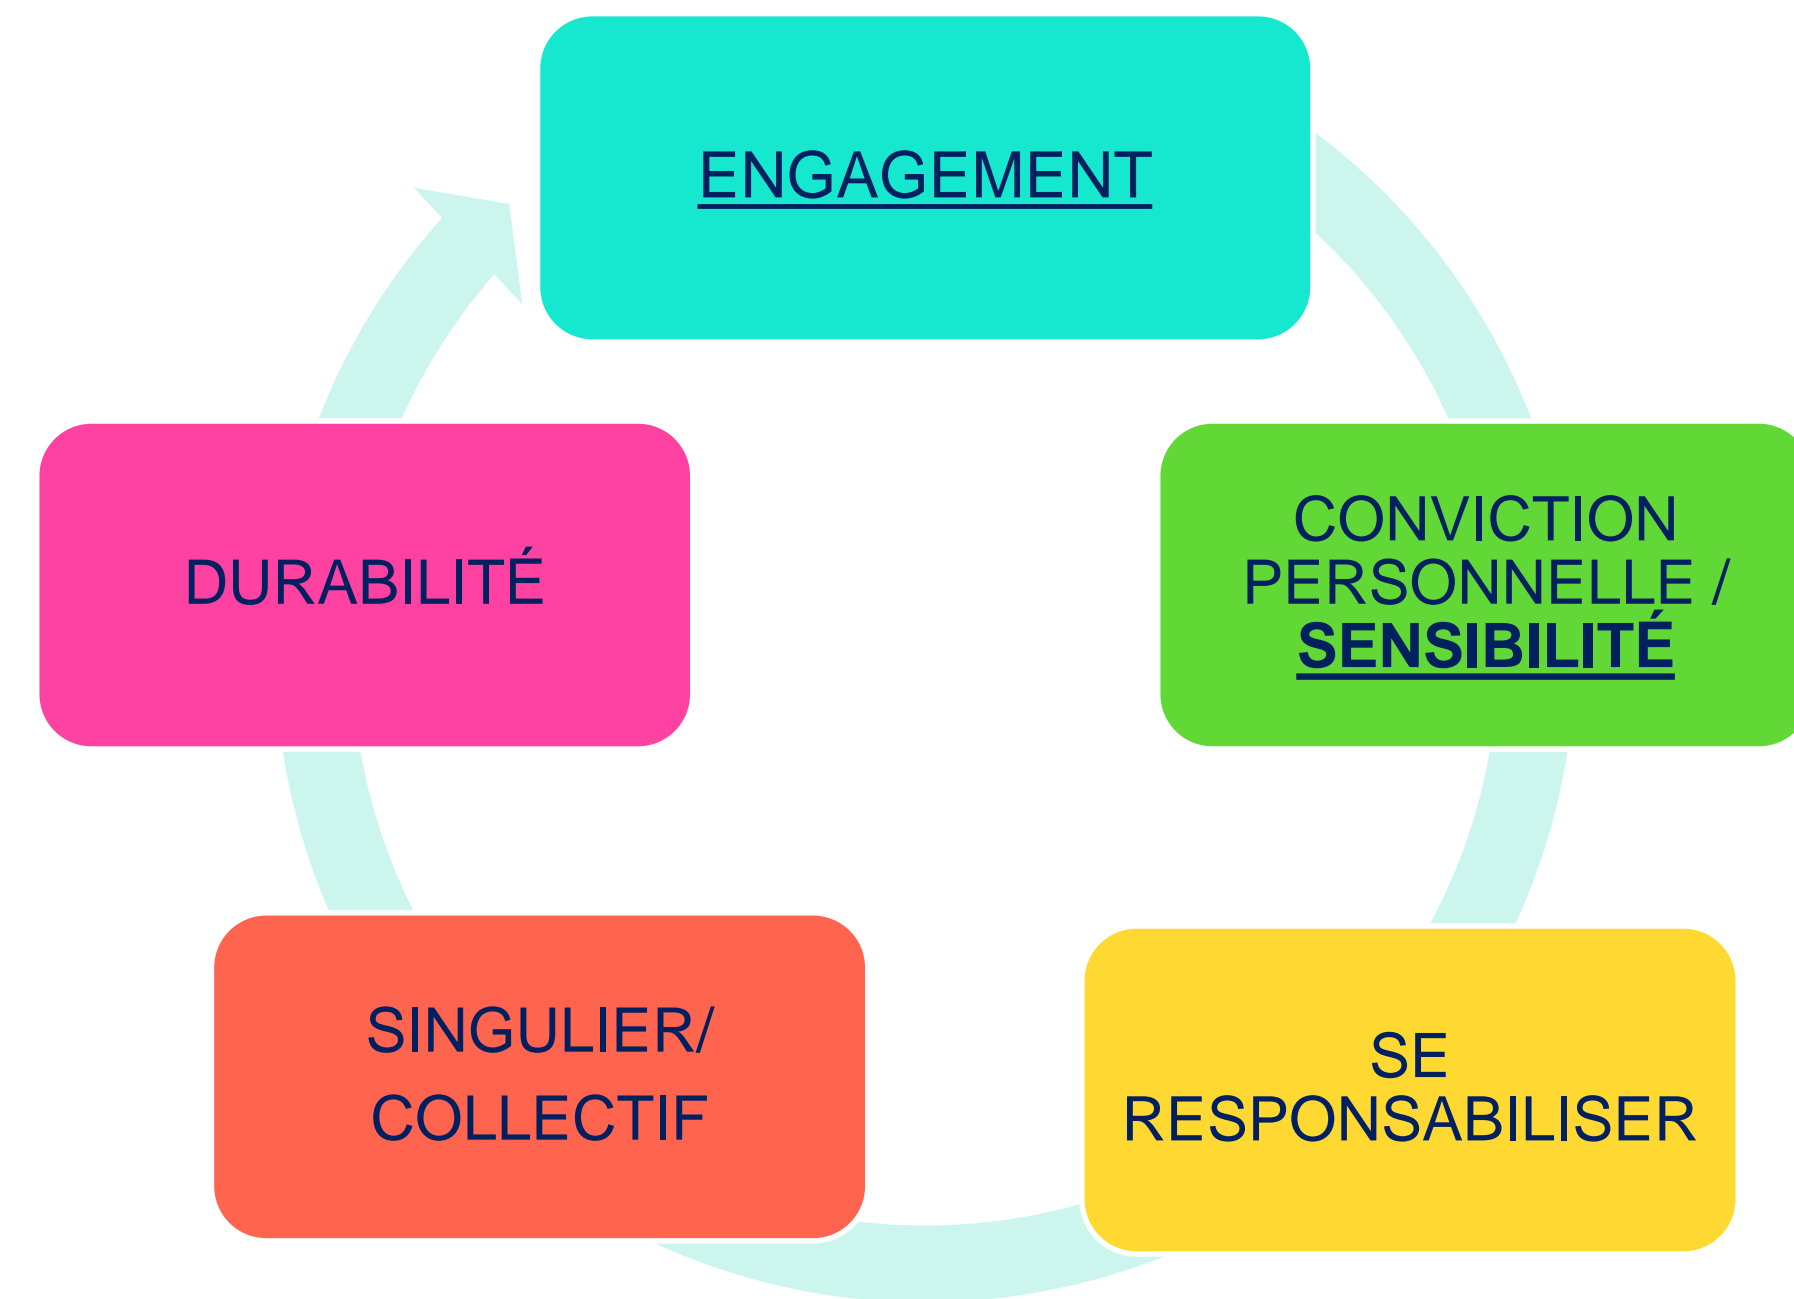 ENGAGEMENT
CONVICTION
PERSONNELLE /
SENSIBILITÉ
SE
RESPONSABILISER
SINGULIER/
COLLECTIF
DURABILITÉ